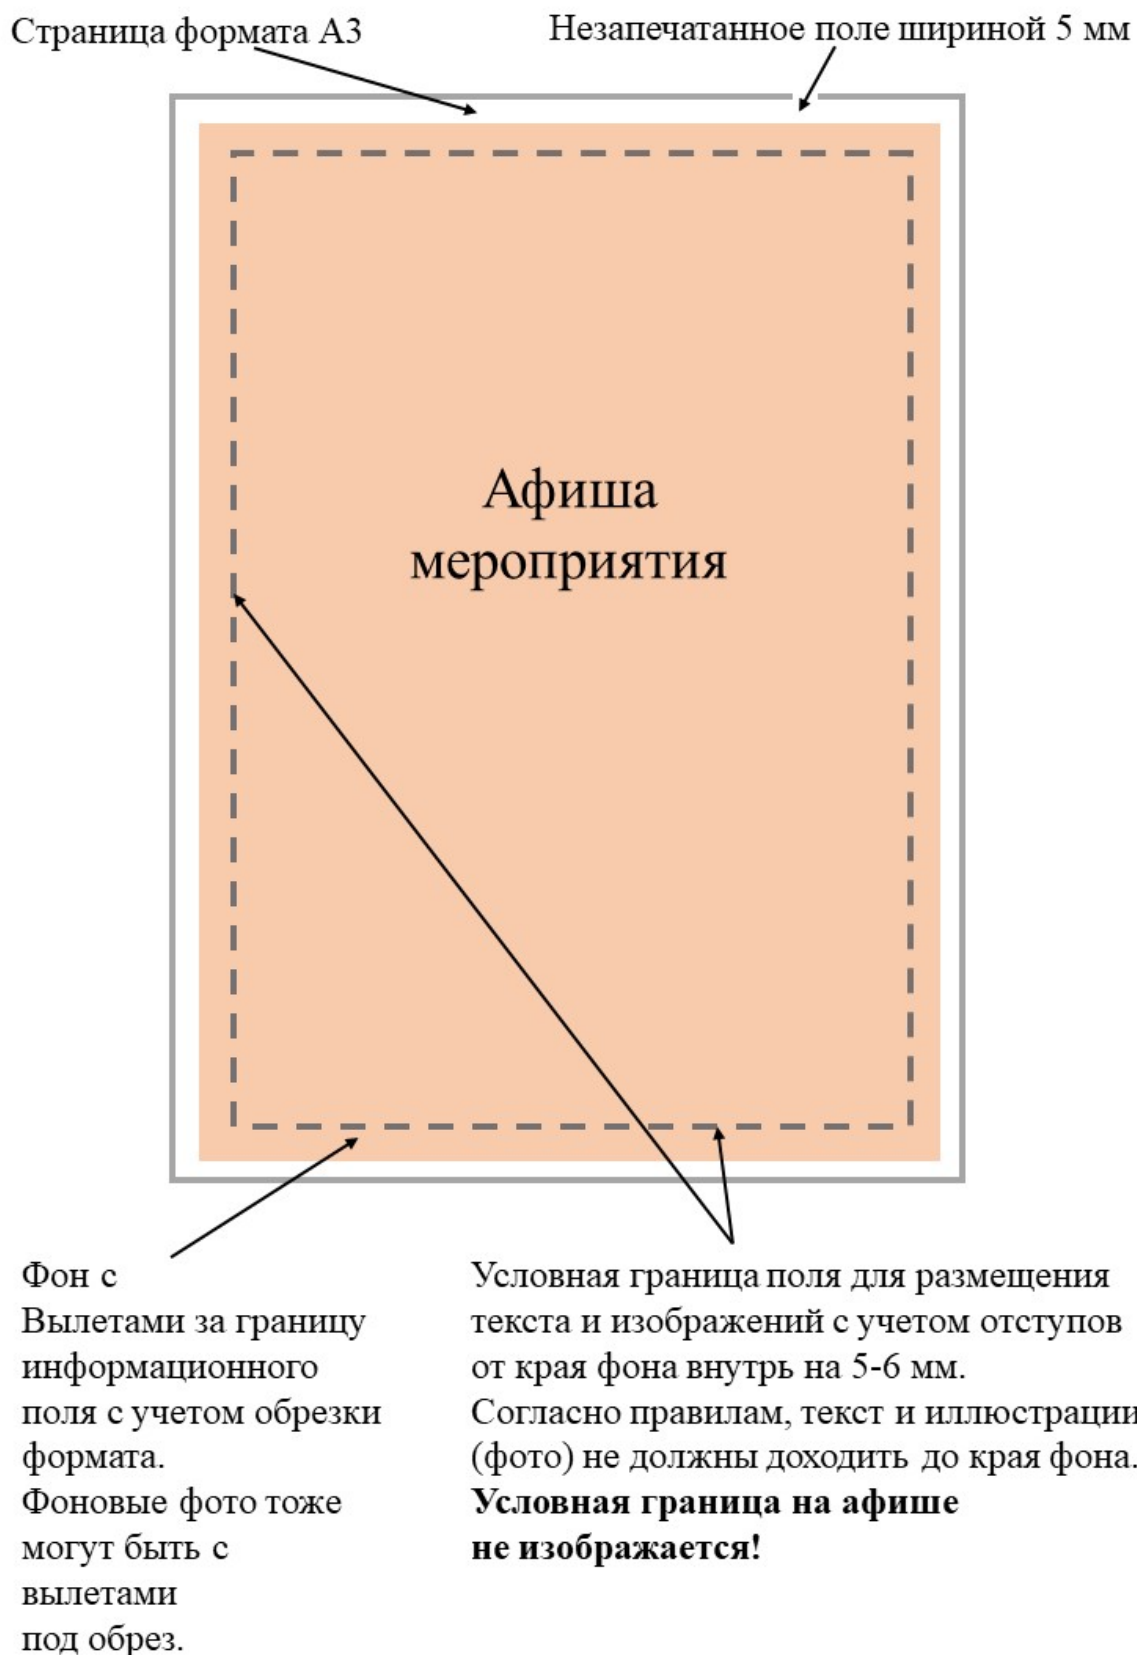 Страница формата А3
Незапечатанное поле шириной 5 мм
Афиша
мероприятия
Фон с
Вылетами за границу
информационного
поля с учетом обрезки
формата.
Фоновые фото тоже
могут быть с
вылетами
под обрез.
Условная граница поля для размещения
текста и изображений с учетом отступов
от края фона внутрь на 5-6 мм.
Согласно правилам, текст и иллюстрации
(фото) не должны доходить до края фона.
Условная граница на афише
не изображается!